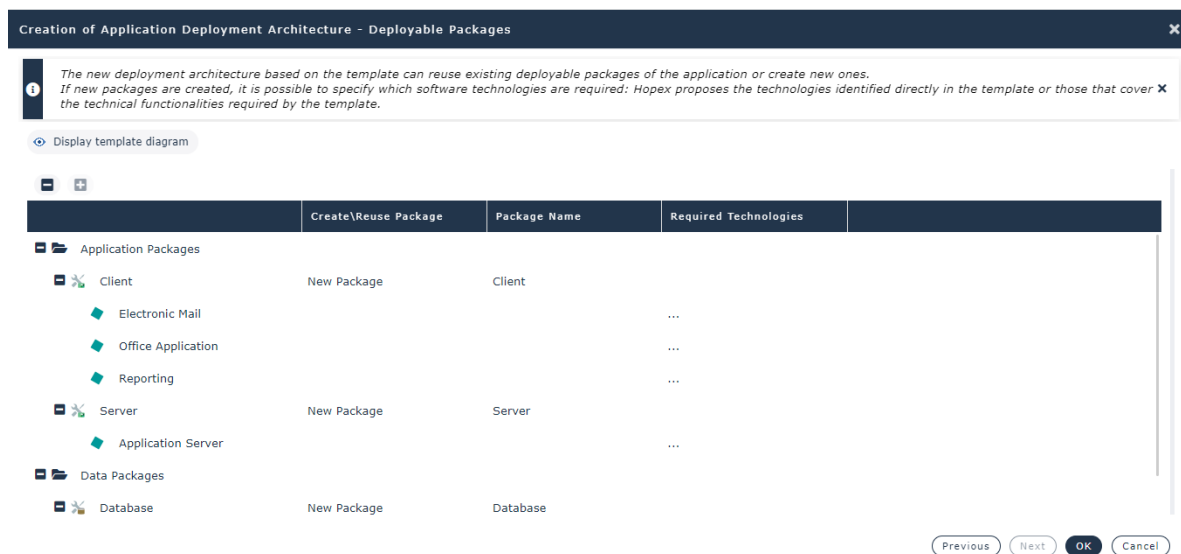 Creation of Application Deployment Architecture - Deployable Packages
The new deployment architecture based on the template can reuse existing deployable packages of the application or create new ones.
If new packages are created, it is possible to specify which software technologies are required: Hopex proposes the technologies identified directly in the template or those that cover
the technical functionalities required by the template.
Display template diagram
Create\Reuse Package Package Name Required Technologies
Application Packages
Client New Package Client
Electronic Mail ...
Office Application ...
Reporting ...
Server New Package Server
Application Server ...
Data Packages
Database New Package Database
Previous Next OK Cancel